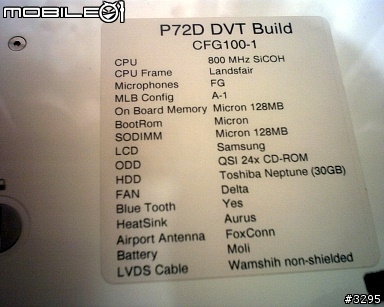 MOBILE01
P72D DVT Build
CFG100-1
CPU 800 MHz SiCOH
CPU Frame Landsfair
Microphones FG
MLB Config A-1
On Board Memory Micron 128MB
BootRom Micron
SODIMM Micron 128MB
LCD Samsung
ODD QSI 24x CD-ROM
HDD Toshiba Neptune (30GB)
FAN Delta
Blue Tooth Yes
HeatSink Aurus
Airport Antenna FoxConn
Battery Moli
LVDS Cable Wamshih non-shielded
#3295